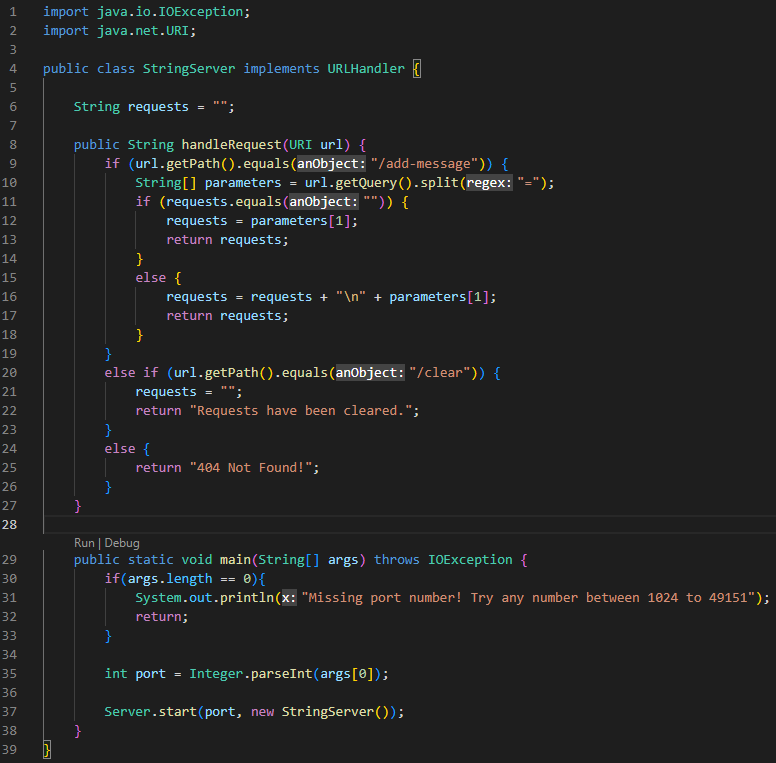 1 import java.io.IOException;
2 import java.net.URI;
3
4 public class StringServer implements URLHandler {
5
6     String requests = "";
7
8     public String handleRequest(URI url) {
9         if (url.getPath().equals(anObject: "/add-message")) {
10             String[] parameters = url.getQuery().split(regex: "=");
11             if (requests.equals(anObject: "")) {
12                 requests = parameters[1];
13                 return requests;
14             }
15             else {
16                 requests = requests + "\n" + parameters[1];
17                 return requests;
18             }
19         }
20         else if (url.getPath().equals(anObject: "/clear")) {
21             requests = "";
22             return "Requests have been cleared.";
23         }
24         else {
25             return "404 Not Found!";
26         }
27     }
28
Run | Debug
29     public static void main(String[] args) throws IOException {
30         if(args.length == 0){
31             System.out.println(x: "Missing port number! Try any number between 1024 to 49151");
32             return;
33         }
34
35         int port = Integer.parseInt(args[0]);
36
37         Server.start(port, new StringServer());
38     }
39 }